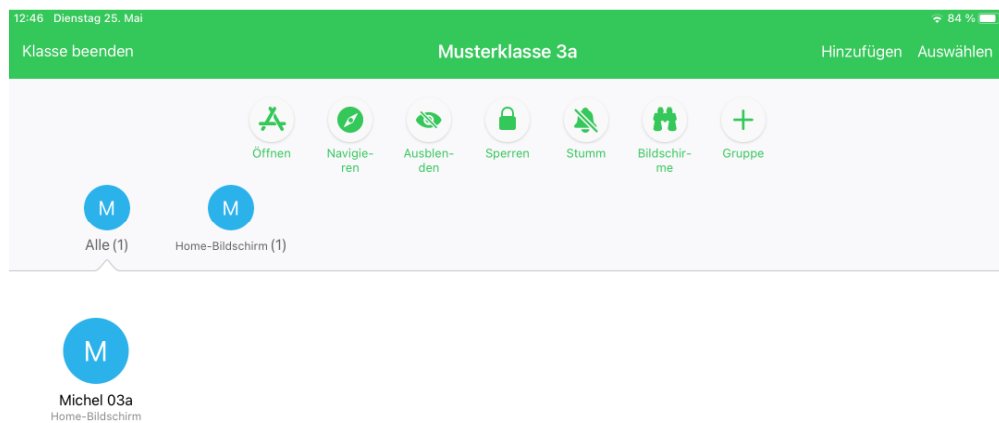 12:46 Dienstag 25. Mai 84 %
Klasse beenden Musterklasse 3a Hinzufügen Auswählen
Öffnen Navigie- Ausblen- Sperren Stumm Bildschir- Gruppe
ren den me
M M
Alle (1) Home-Bildschirm (1)
M
Michel 03a
Home-Bildschirm